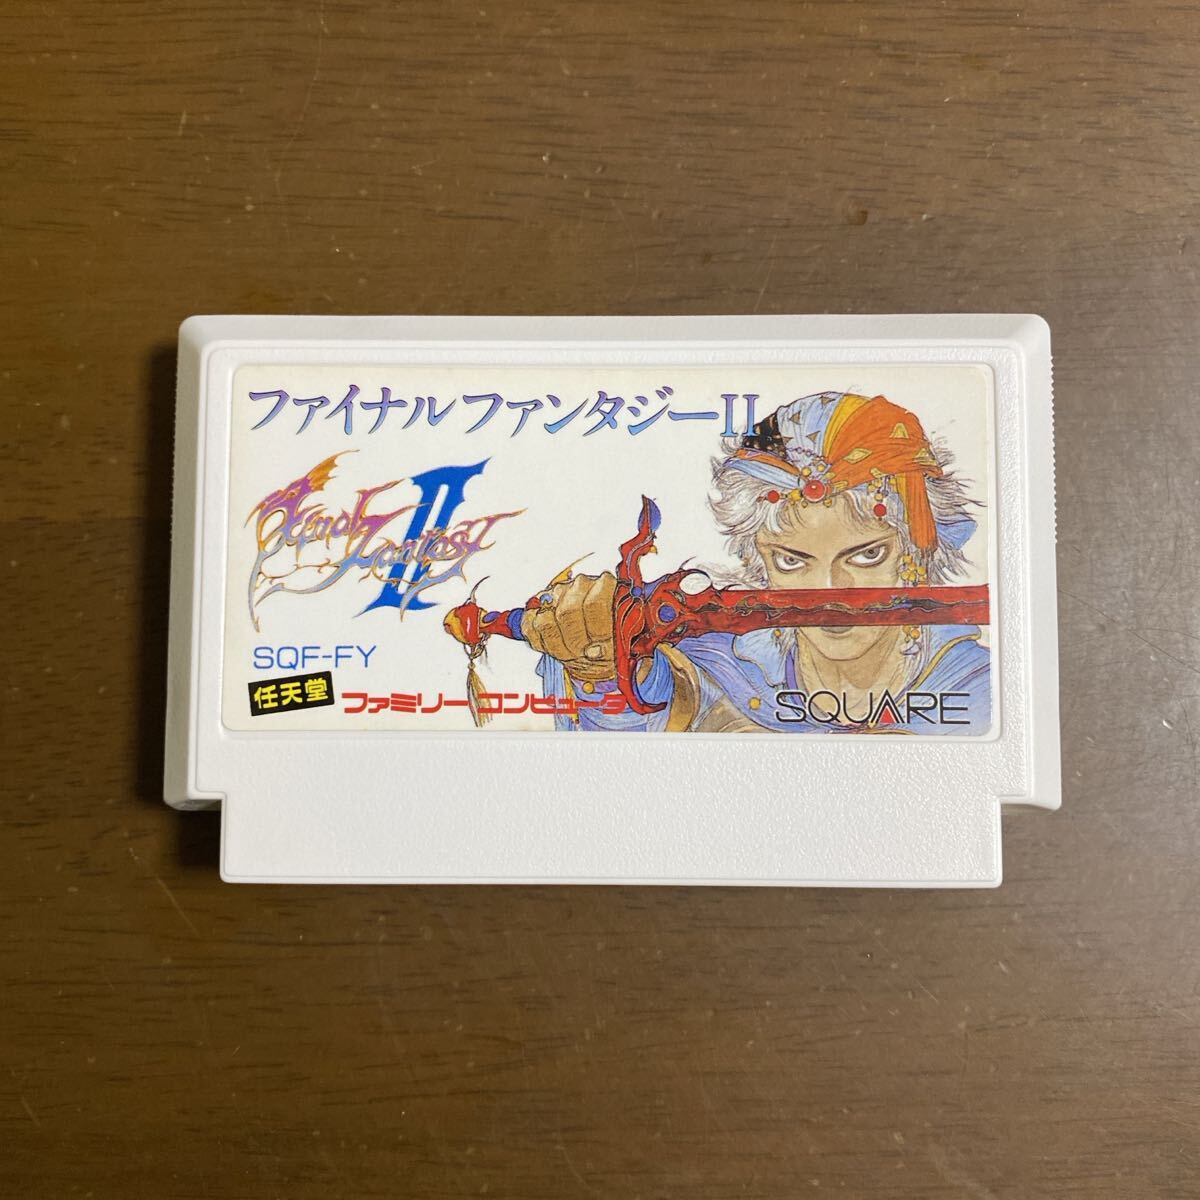 ファイナルファンタジーII
Final Fantasy II
SQF-FY
任天堂 ファミリーコンピュータ
SQUARE